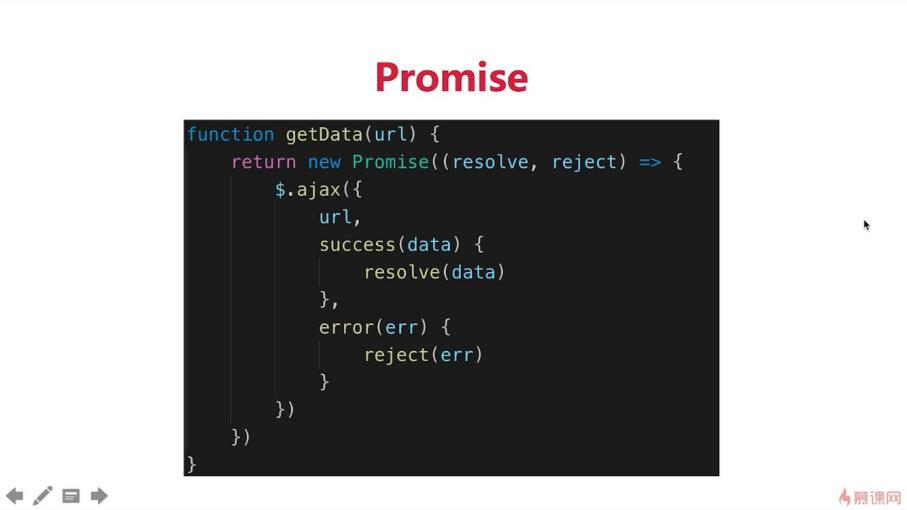 Promise
function getData(url) {
    return new Promise((resolve, reject) => {
        $.ajax({
            url,
            success(data) {
                resolve(data)
            },
            error(err) {
                reject(err)
            }
        })
    })
}
慕课网